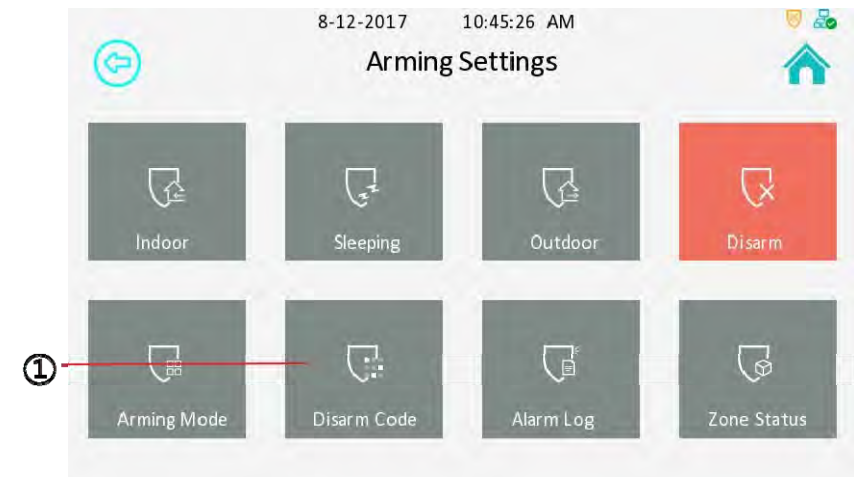 8-12-2017 10:45:26 AM
Arming Settings
Indoor Sleeping Outdoor Disarm
①
Arming Mode Disarm Code Alarm Log Zone Status